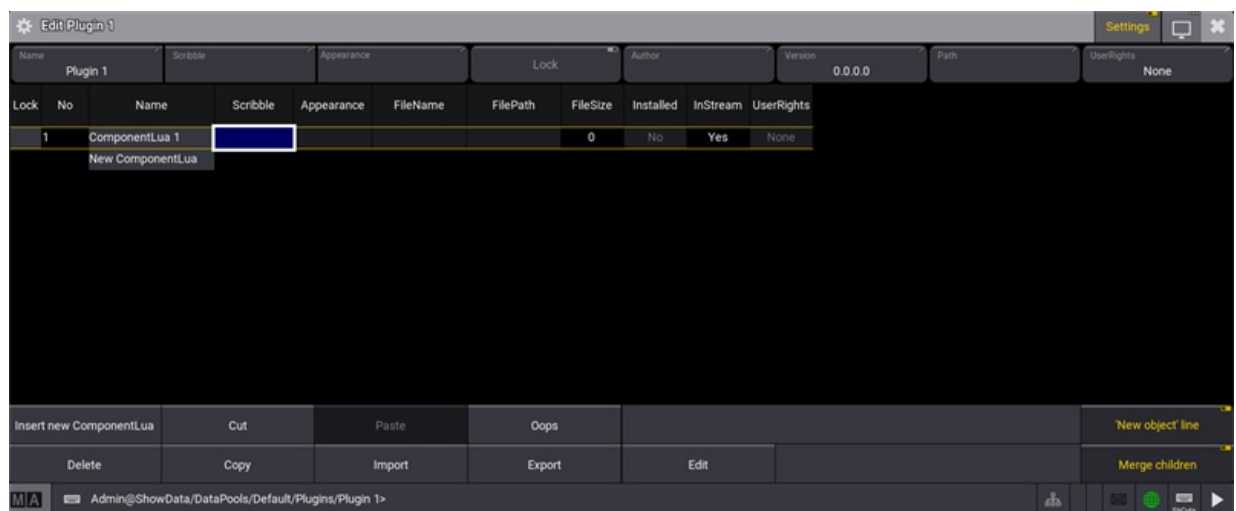 Edit Plugin 1
Settings
Name
Plugin 1
Scribble
Appearance
Lock
Author
Version
0.0.0.0
Path
UserRights
None
Lock No Name Scribble Appearance FileName FilePath FileSize Installed InStream UserRights
1 ComponentLua 1 0 No Yes None
New ComponentLua
Insert new ComponentLua Cut Paste Oops 'New object' line
Delete Copy Import Export Edit Merge children
MA Admin@ShowData/DataPools/Default/Plugins/Plugin 1>